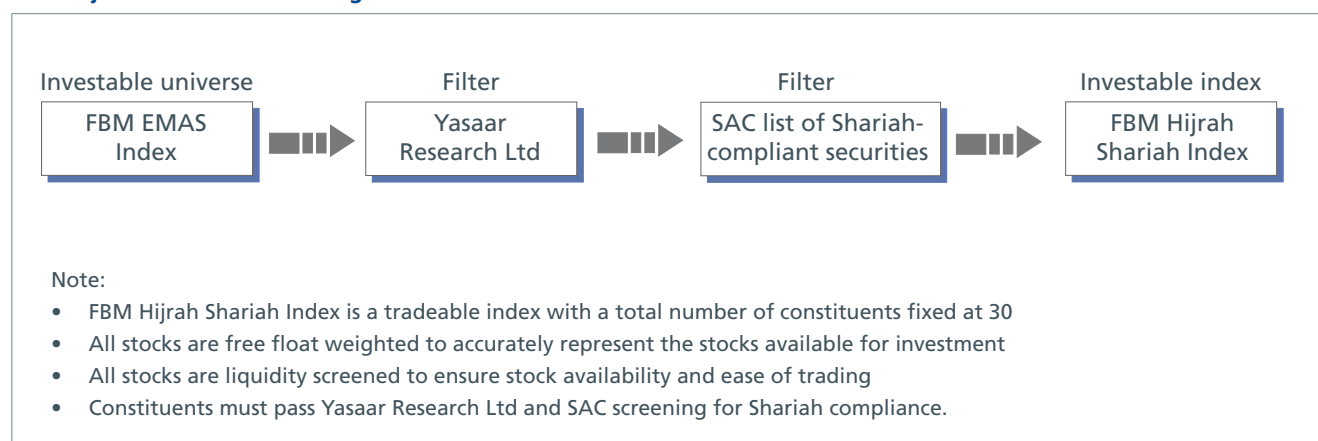 Investable universe
Filter
Filter
Investable index
FBM EMAS
Index
Yasaar
Research Ltd
SAC list of Shariah-
compliant securities
FBM Hijrah
Shariah Index
Note:
• FBM Hijrah Shariah Index is a tradeable index with a total number of constituents fixed at 30
• All stocks are free float weighted to accurately represent the stocks available for investment
• All stocks are liquidity screened to ensure stock availability and ease of trading
• Constituents must pass Yasaar Research Ltd and SAC screening for Shariah compliance.